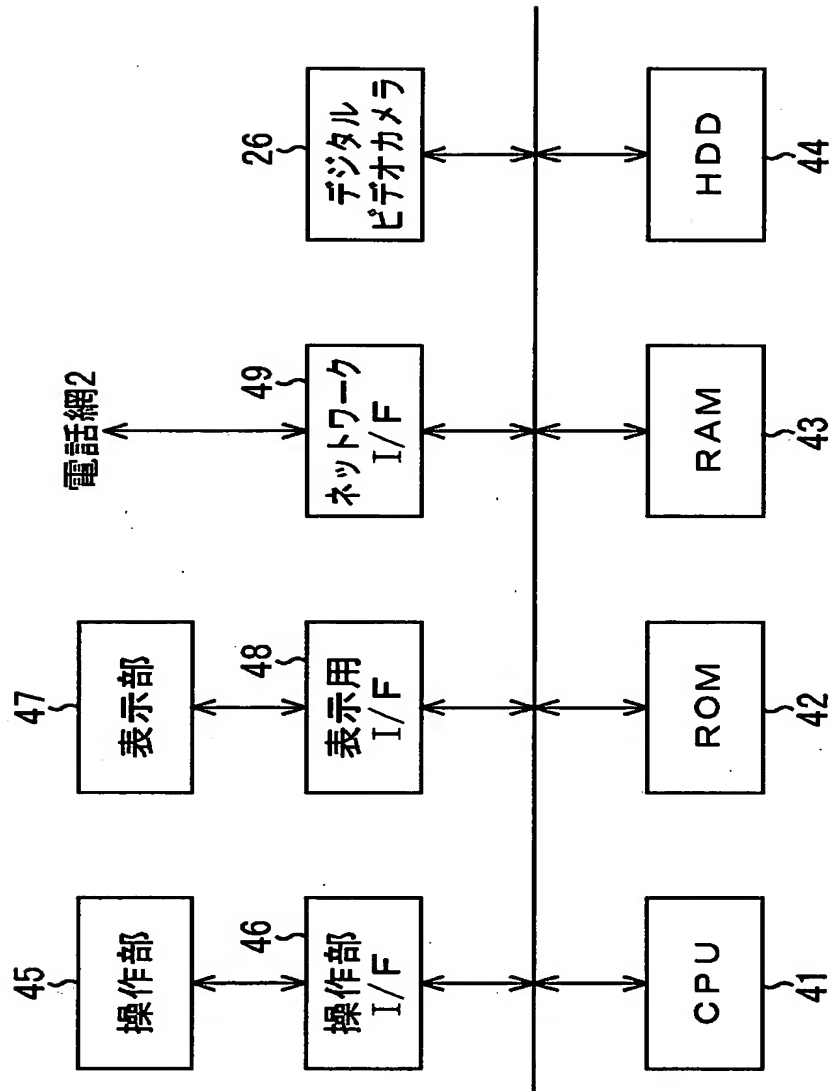 45
47
操作部
表示部
電話網2
46
48
49
26
操作部
I/F
表示用
I/F
ネットワーク
I/F
デジタル
ビデオカメラ
CPU
ROM
RAM
HDD
41
42
43
44